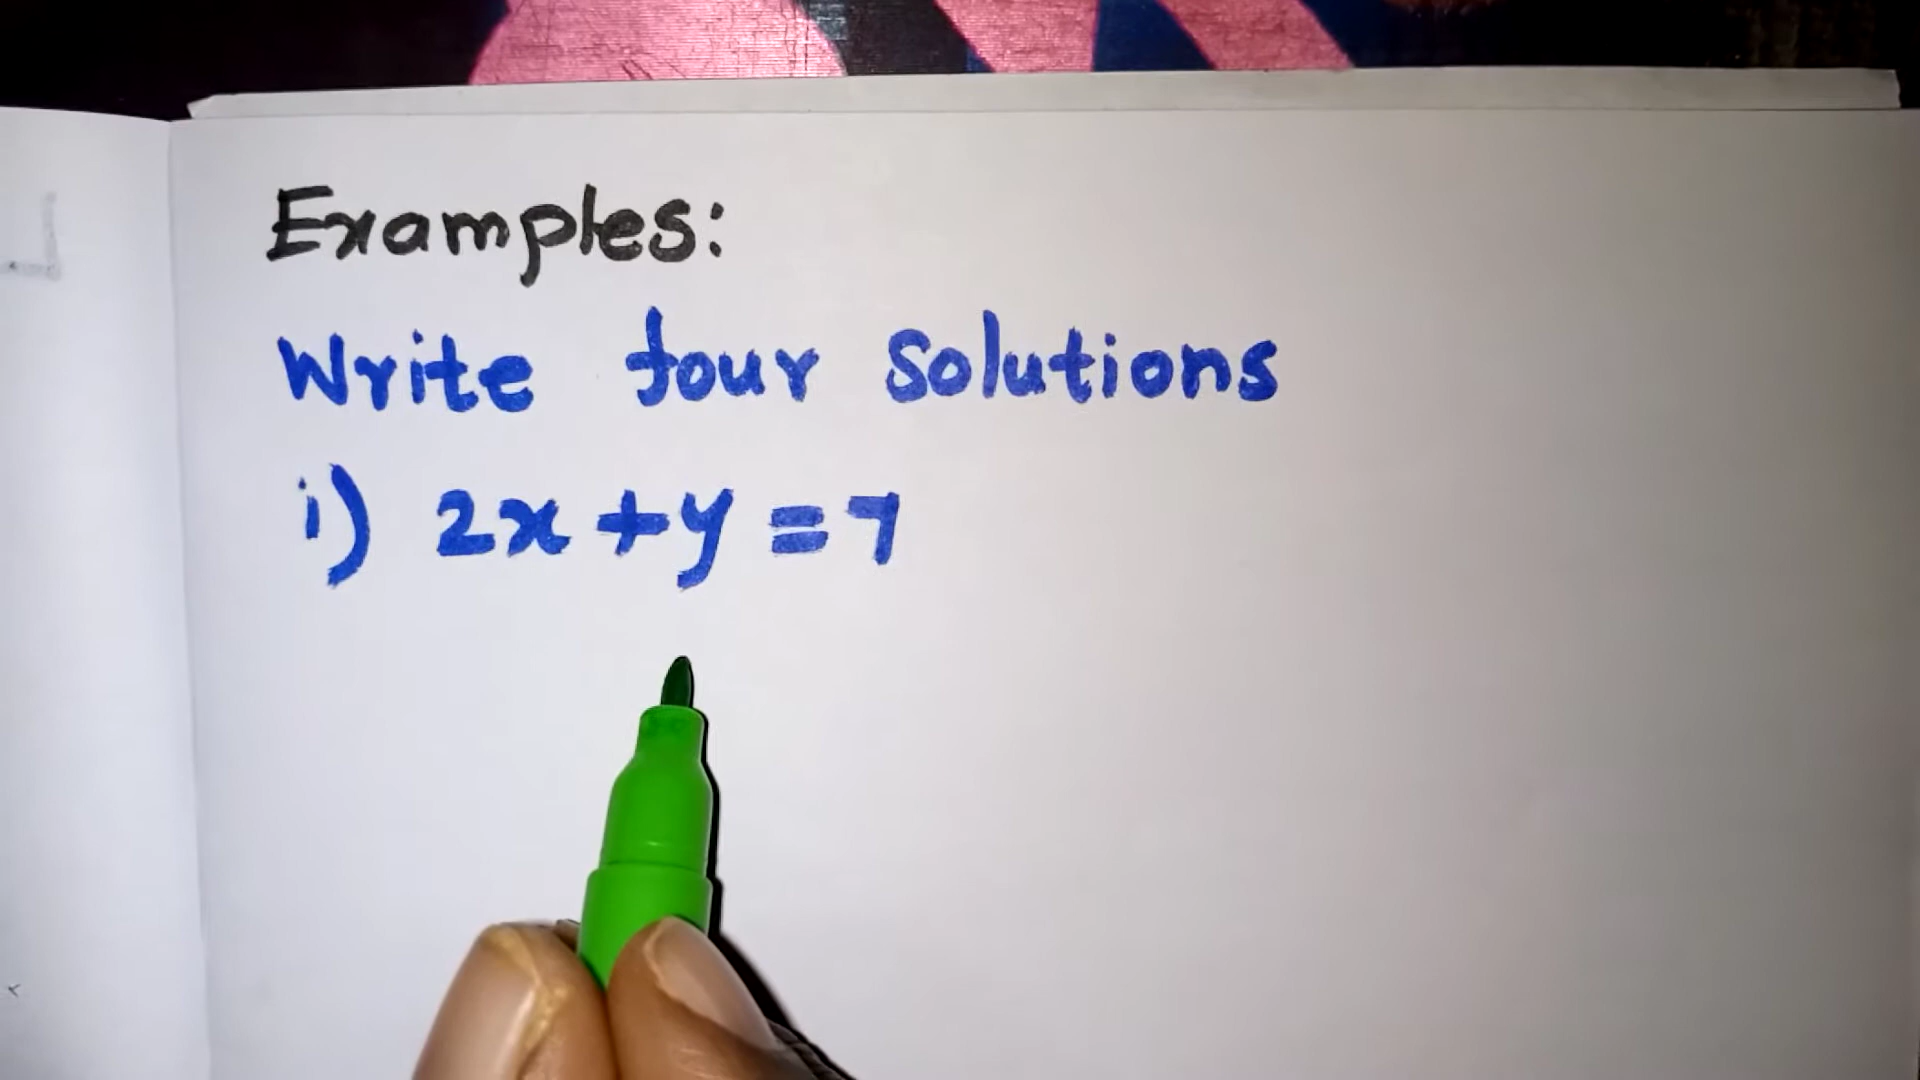 Examples:
Write four Solutions
i) 2x + y = 7